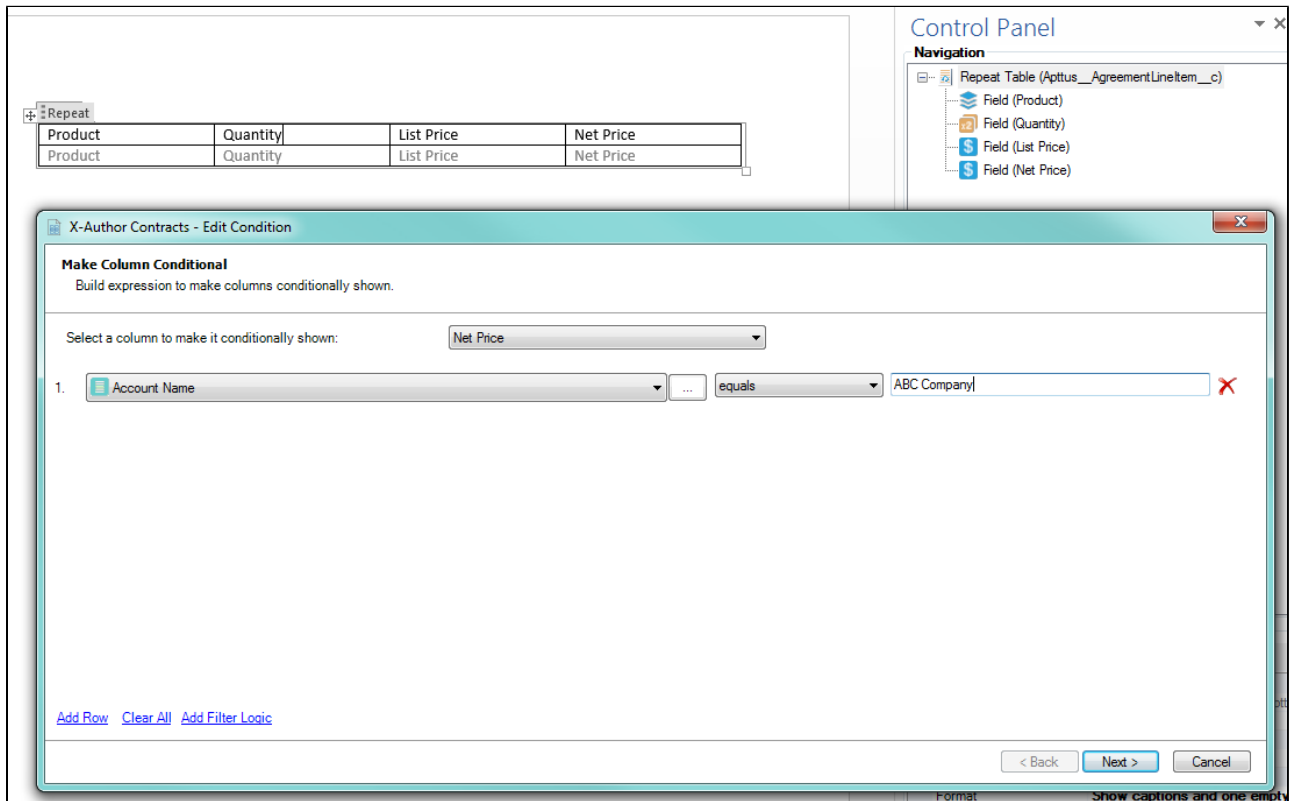 Control Panel
Navigation
Repeat Table (Apttus__AgreementLineItem__c)
Field (Product)
Field (Quantity)
Field (List Price)
Field (Net Price)
Repeat
Product Quantity List Price Net Price
Product Quantity List Price Net Price
X-Author Contracts - Edit Condition
Make Column Conditional
Build expression to make columns conditionally shown.
Select a column to make it conditionally shown: Net Price
1. Account Name ... equals ABC Company
Add Row Clear All Add Filter Logic
< Back Next > Cancel
Format Show captions and one empty